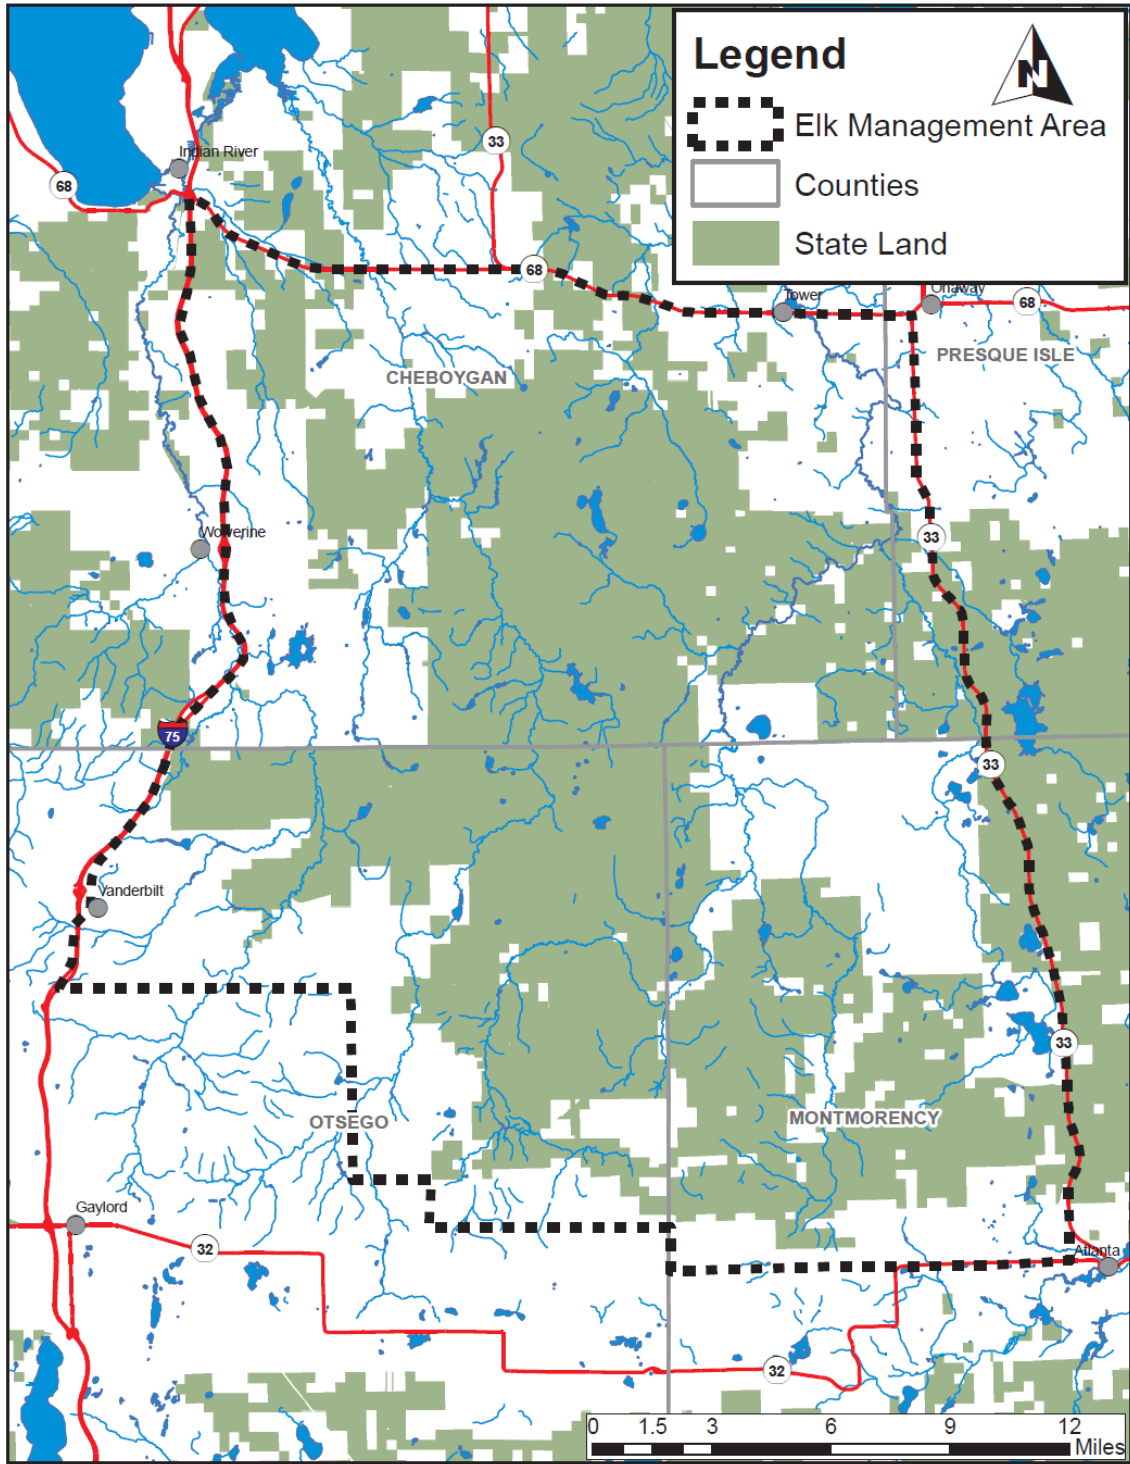 Legend
N
Elk Management Area
Counties
State Land
33
Indian River
68
68
Tower
Onaway
68
PRESQUE ISLE
CHEBOYGAN
Wolverine
33
75
33
Vanderbilt
33
OTSEGO
MONTMORENCY
Gaylord
32
Atlanta
32
0 1.5 3 6 9 12
Miles